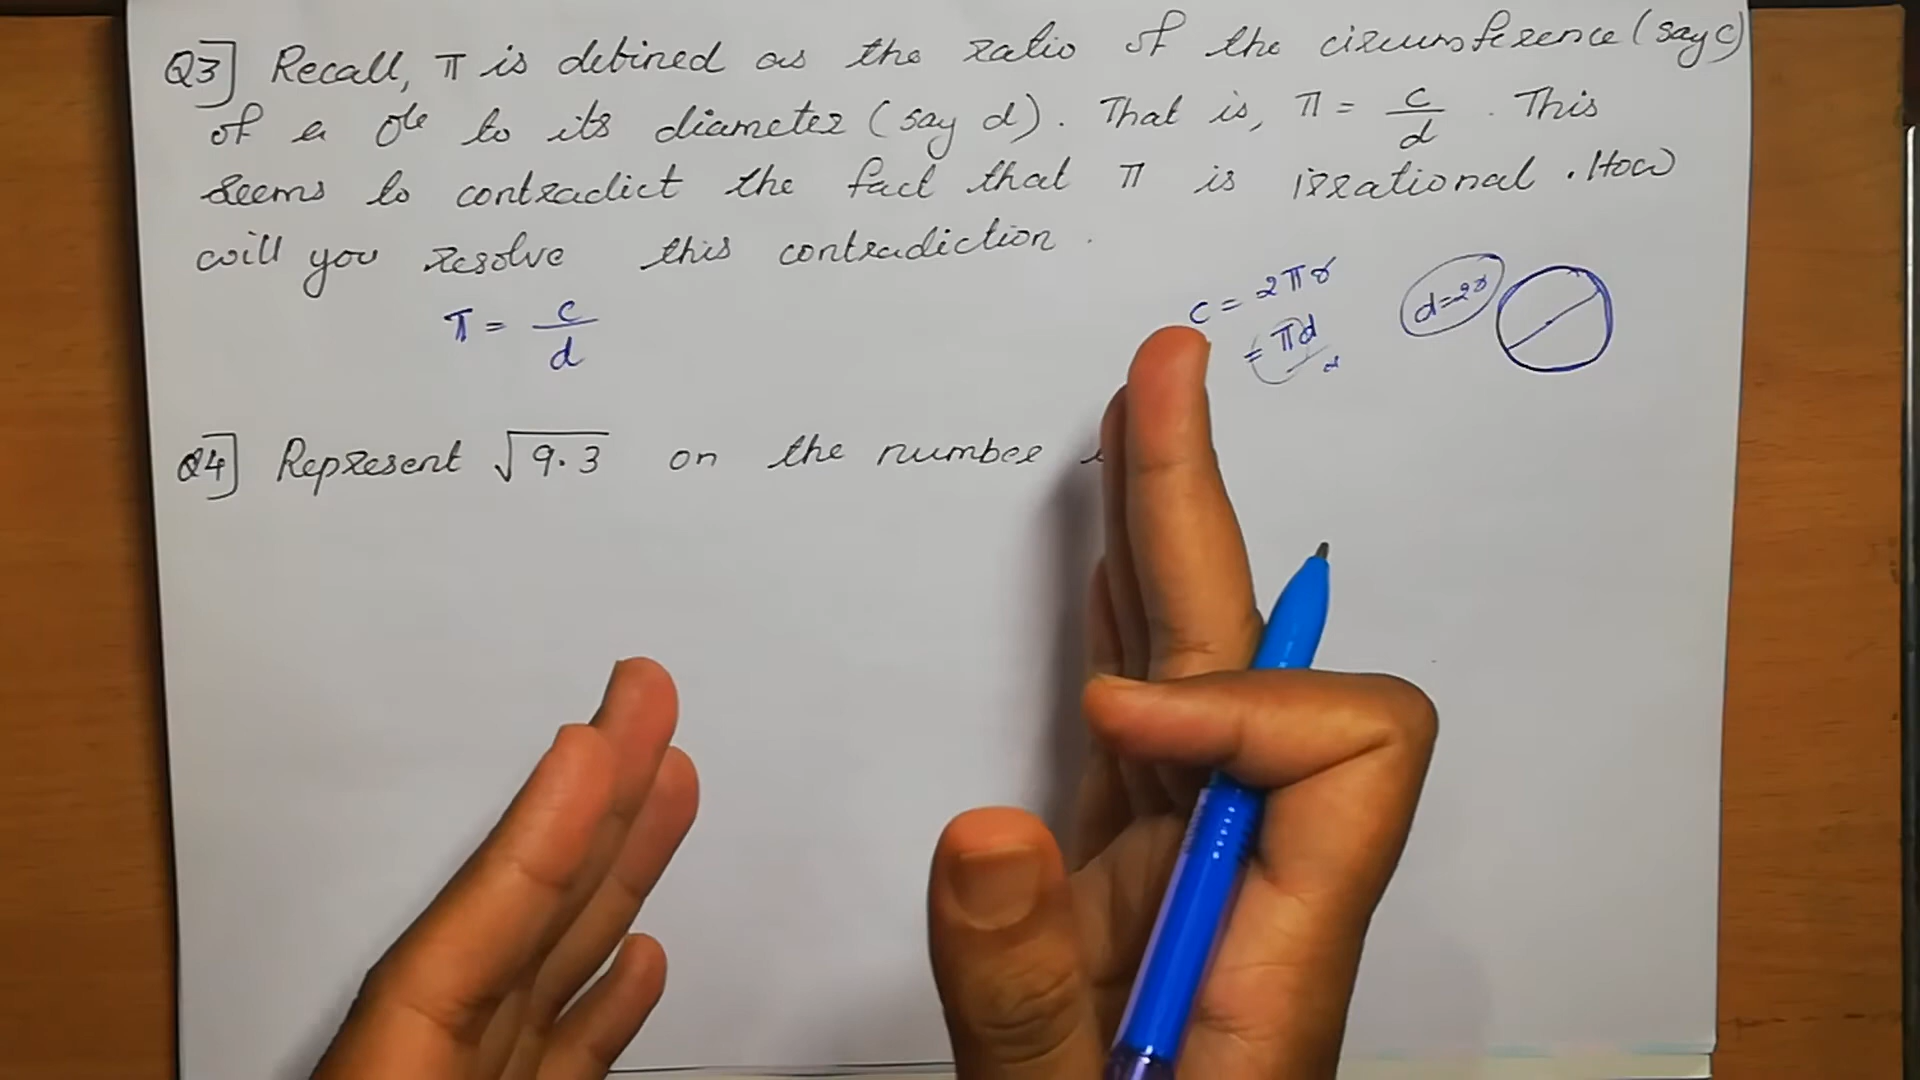 Q3] Recall, π is defined as the ratio of the circumference (say c)
of a ole to its diameter (say d). That is, π = c/d. This
seems to contradict the fact that π is irrational. How
will you resolve this contradiction.
π = c/d
c = 2πr
= πd
d
d=2r
Q4] Represent √9.3 on the number